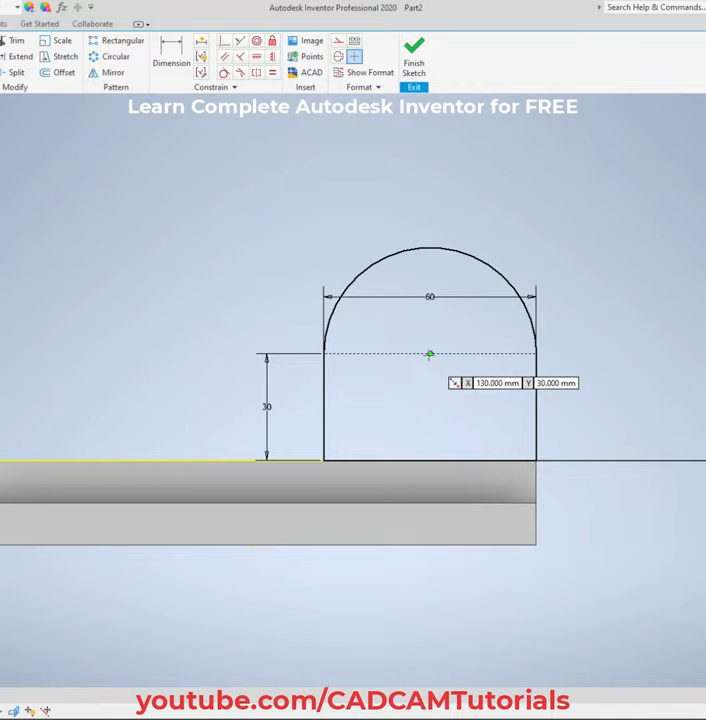 Autodesk Inventor Professional 2020 Part2
Search Help & Commands...
ts Get Started Collaborate
Trim Scale Rectangular Image Points
Extend Stretch Circular Dimension Finish Sketch
Split Offset Mirror ACAD Show Format
Modify Pattern Constrain Insert Format Exit
Learn Complete Autodesk Inventor for FREE
60
X 130.000 mm Y 30.000 mm
30
youtube.com/CADCAMTutorials